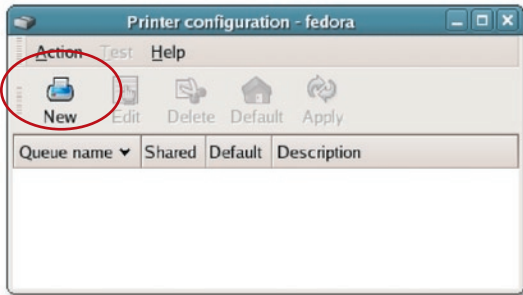 Printer configuration - fedora
Action Test Help
New Edit Delete Default Apply
Queue name Shared Default Description